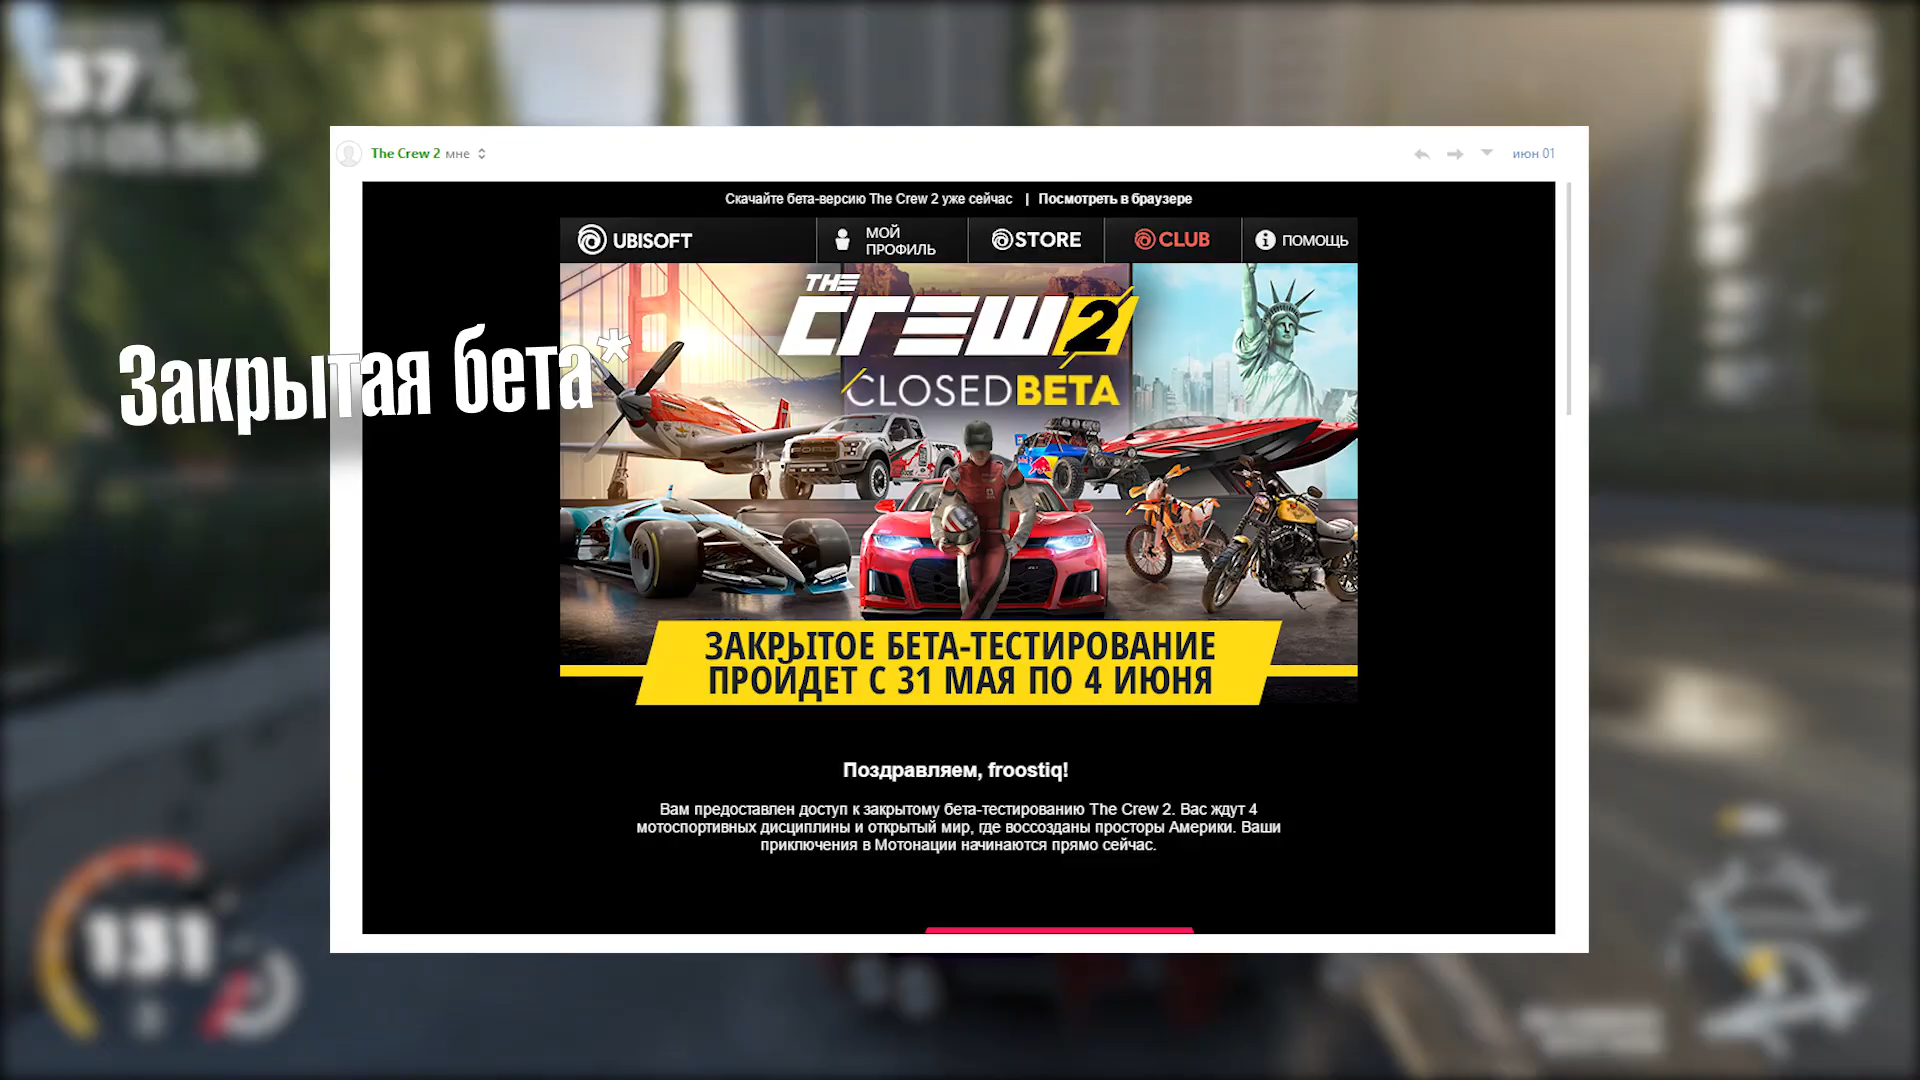 37%
The Crew 2 мне
июн 01
Скачайте бета-версию The Crew 2 уже сейчас | Посмотреть в браузере
UBISOFT
МОЙ
ПРОФИЛЬ
STORE
CLUB
ПОМОЩЬ
THE
CREW 2
CLOSED BETA
Закрытая бета*
FORD
ЗАКРЫТОЕ БЕТА-ТЕСТИРОВАНИЕ
ПРОЙДЕТ С 31 МАЯ ПО 4 ИЮНЯ
Поздравляем, froostiq!
Вам предоставлен доступ к закрытому бета-тестированию The Crew 2. Вас ждут 4
мотоспортивных дисциплины и открытый мир, где воссозданы просторы Америки. Ваши
приключения в Мотонации начинаются прямо сейчас.
131